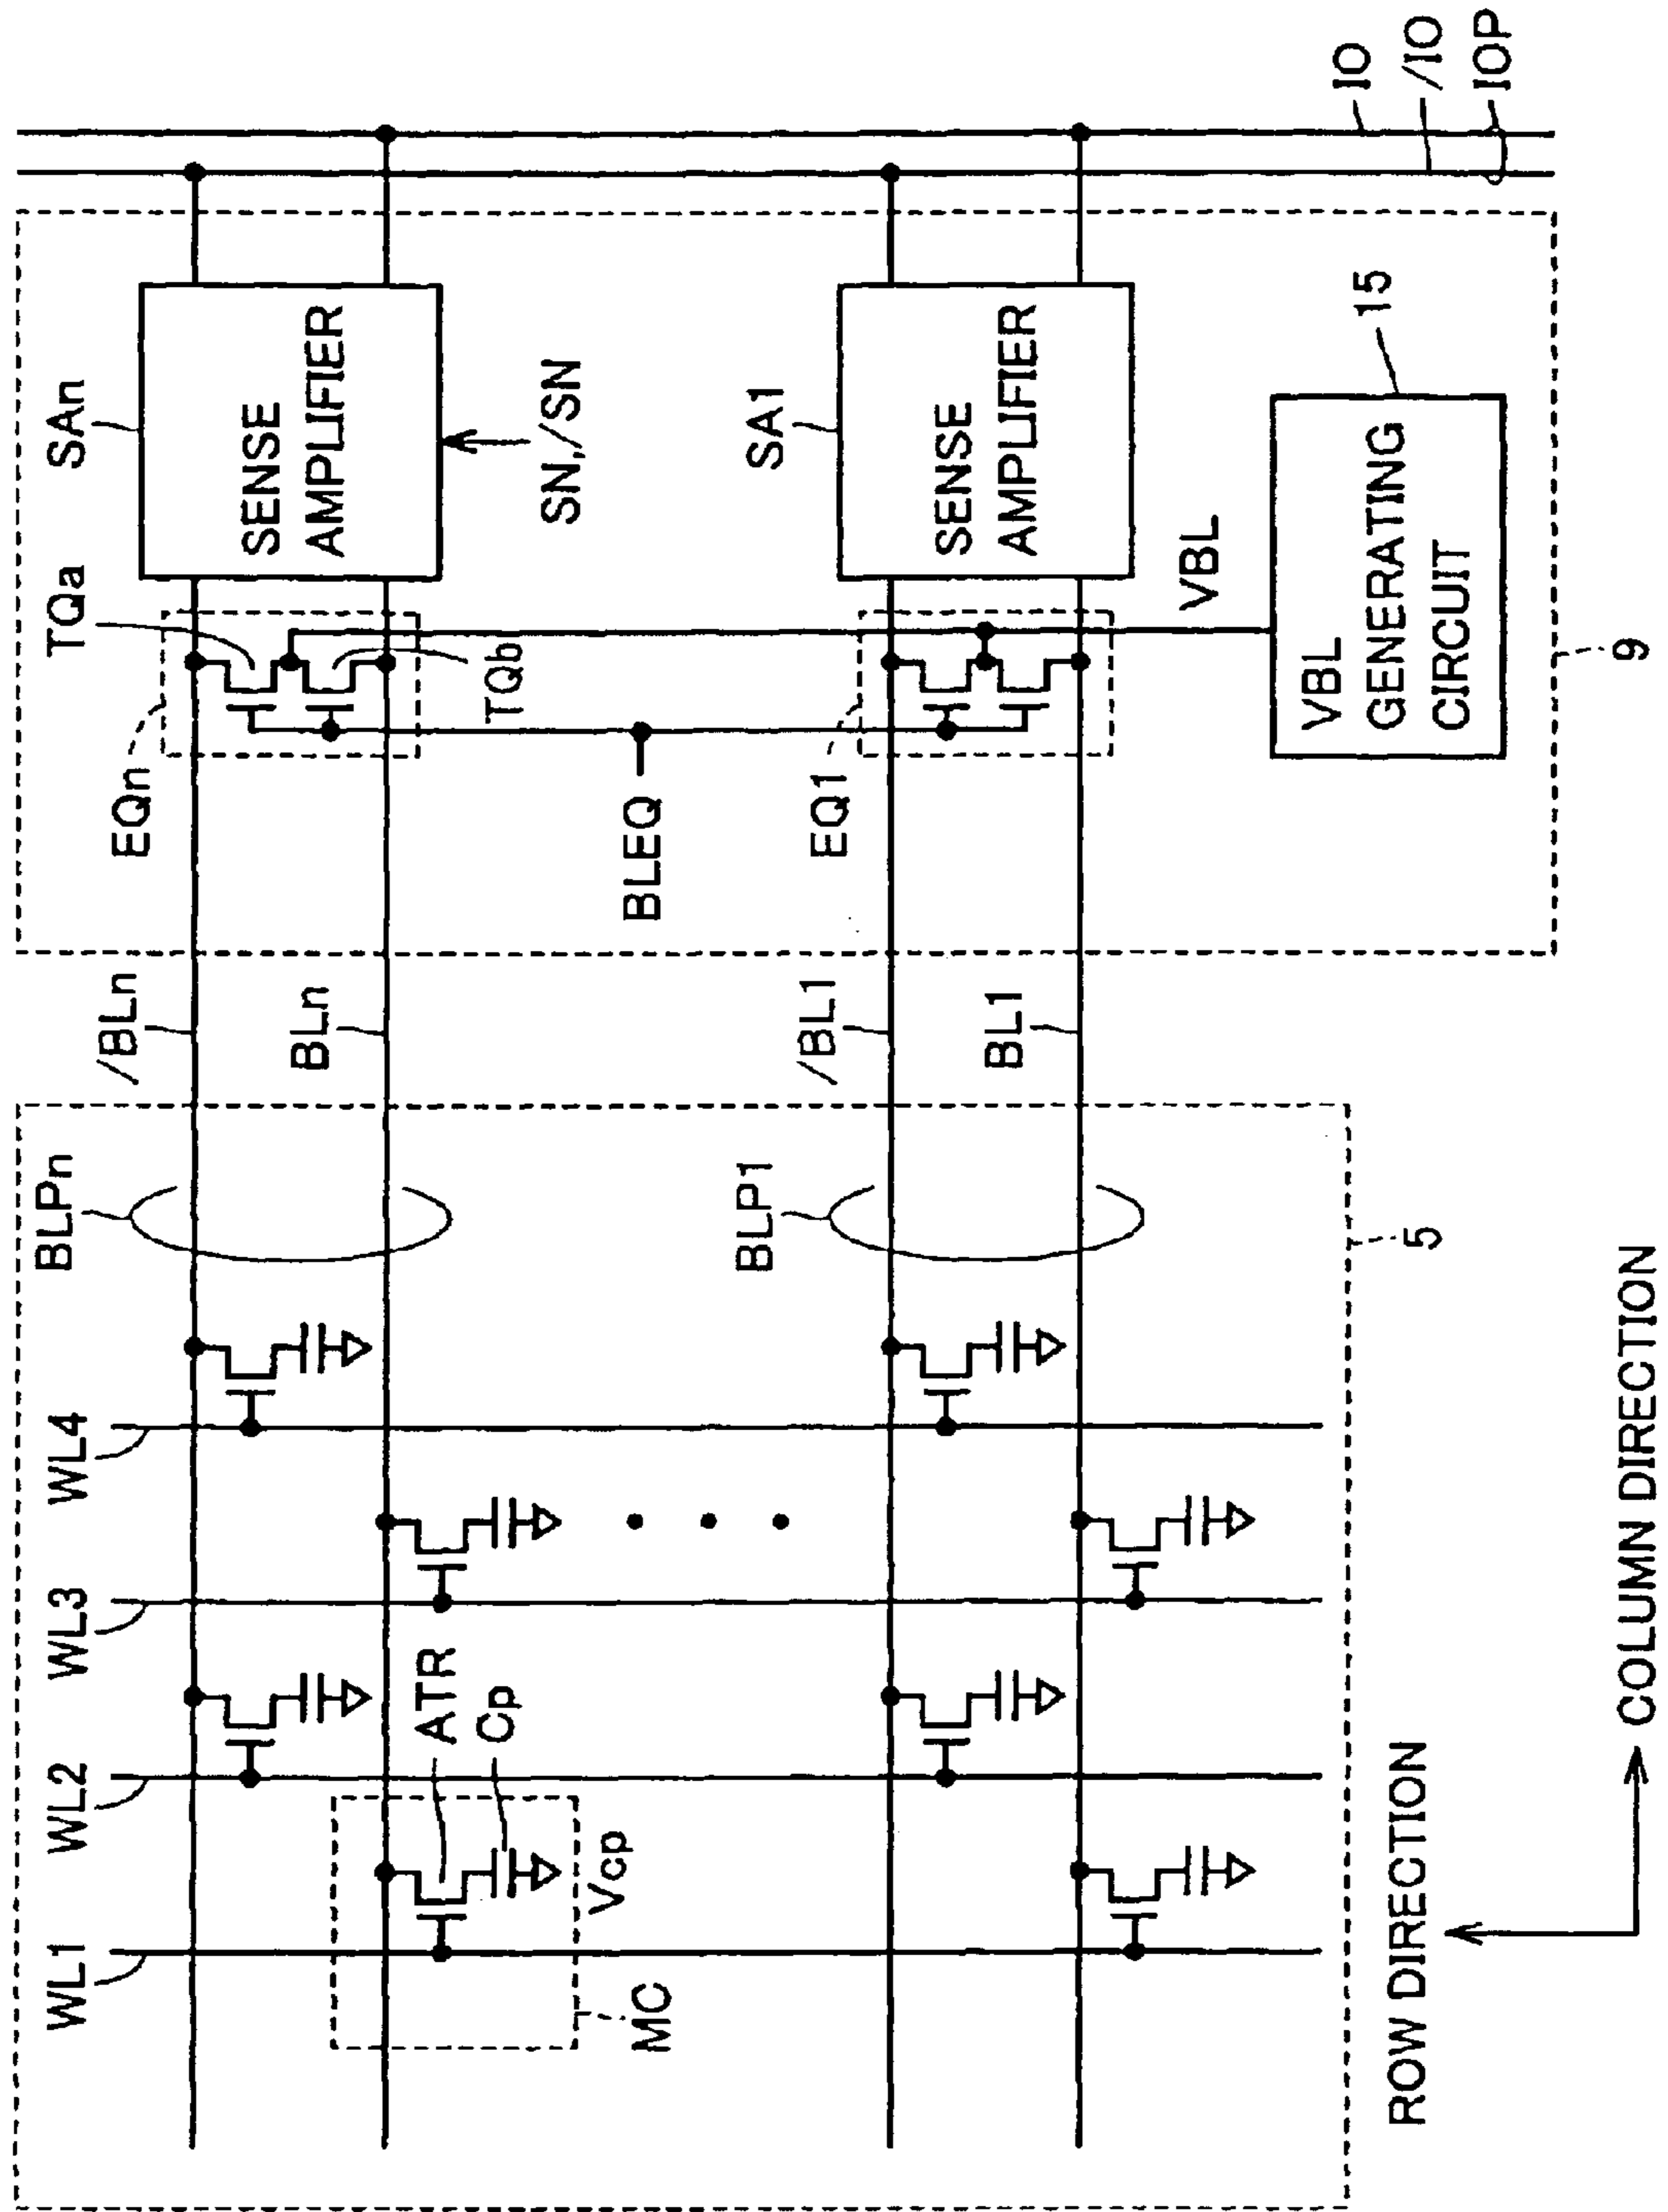 WL1
WL2
WL3
WL4
BLPn
/BLn
BLn
EQn
TQa
SAn
SENSE
AMPLIFIER
TQb
SN,/SN
ATR
Cp
Vcp
MC
BLEQ
BLP1
/BL1
BL1
EQ1
SA1
SENSE
AMPLIFIER
VBL
VBL
GENERATING
CIRCUIT
15
IO
/IO
IOP
5
9
ROW DIRECTION
COLUMN DIRECTION